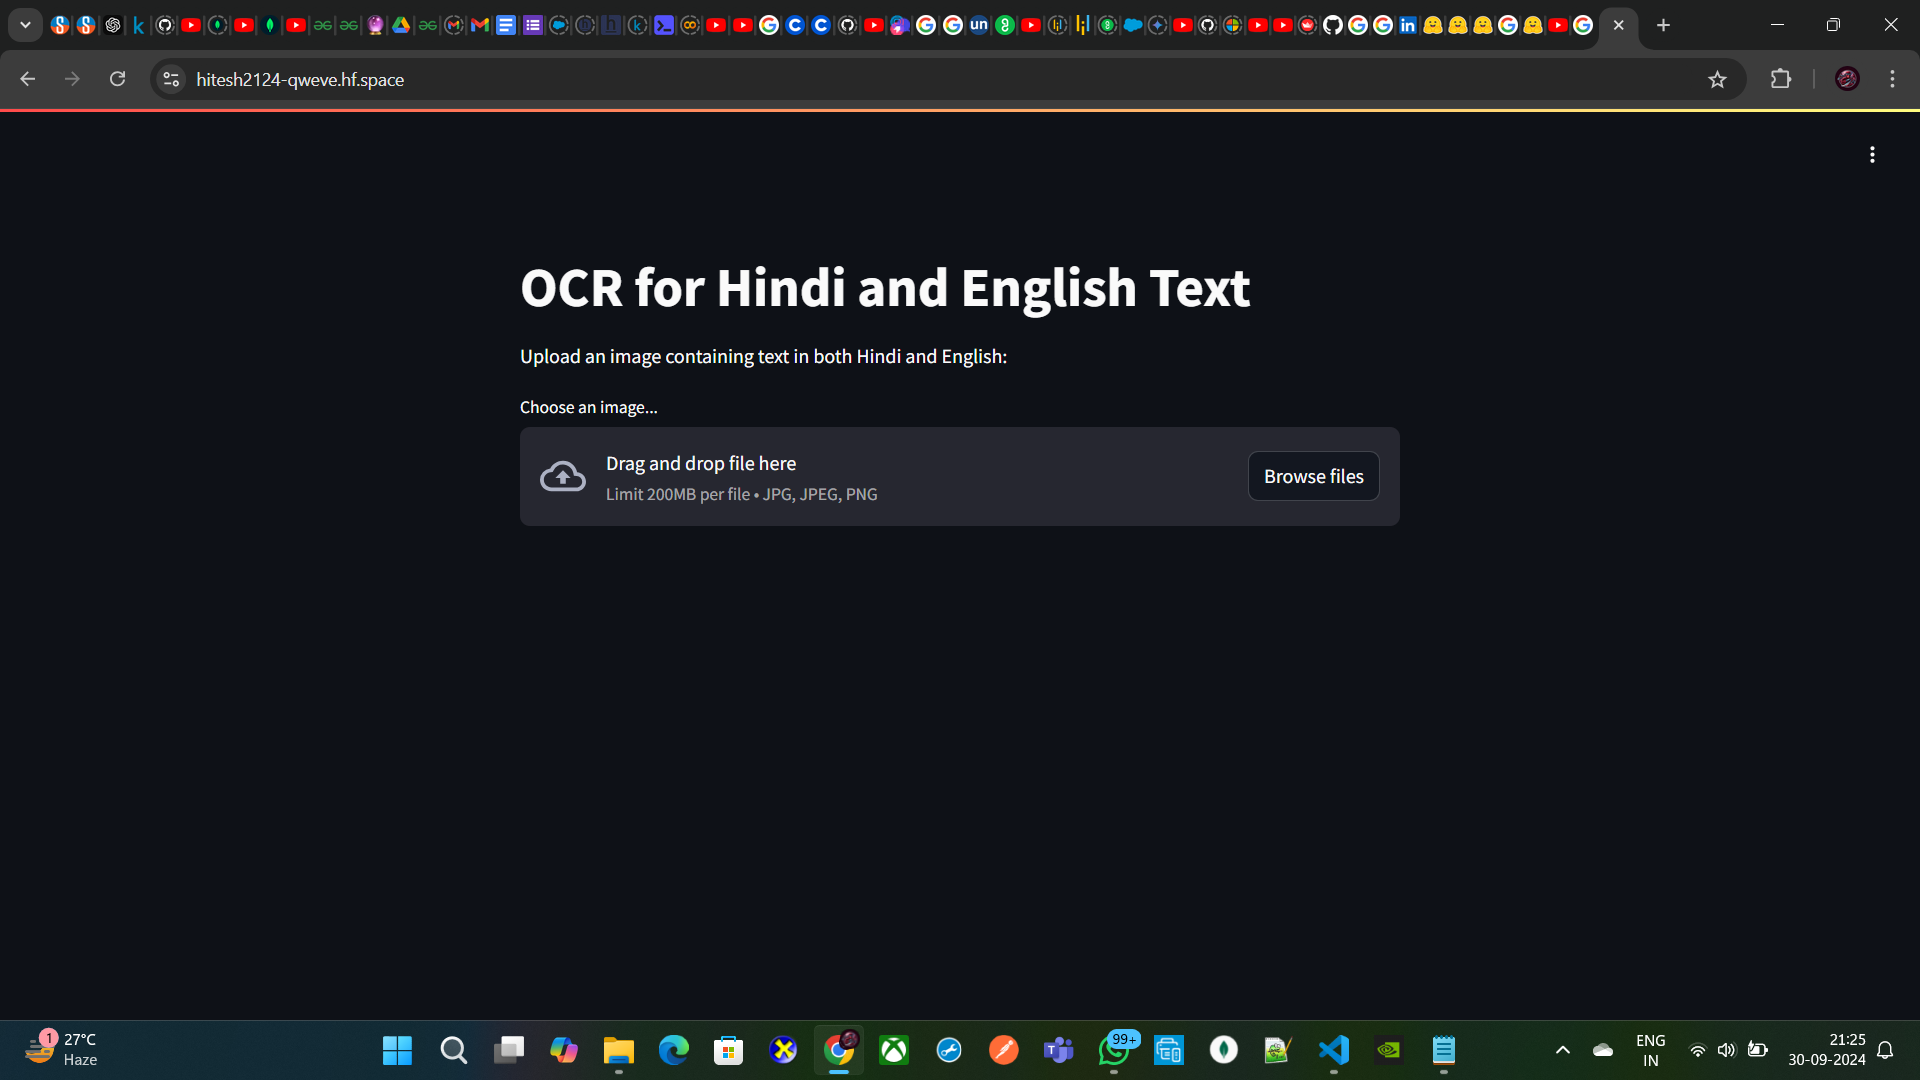 un
in
hitesh2124-qweve.hf.space
OCR for Hindi and English Text
Upload an image containing text in both Hindi and English:
Choose an image...
Drag and drop file here
Limit 200MB per file • JPG, JPEG, PNG
Browse files
1
27°C
Haze
99+
ENG
IN
21:25
30-09-2024